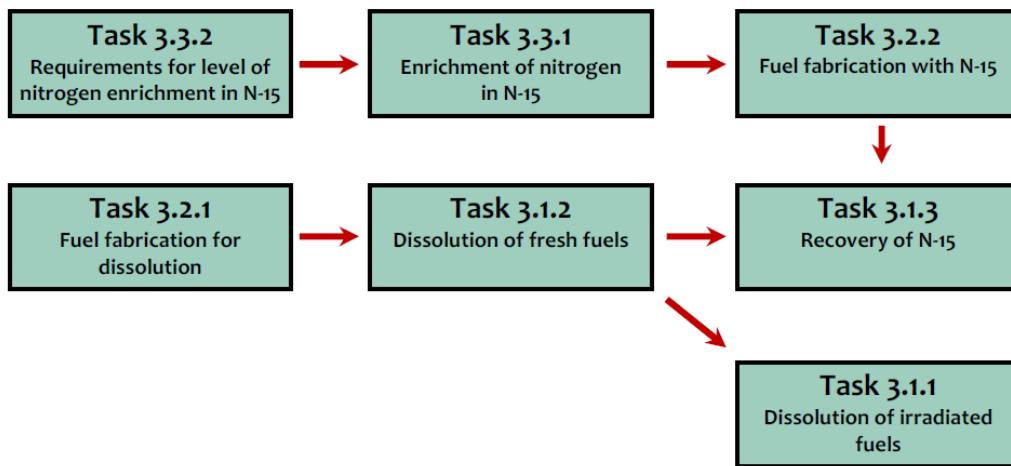 Task 3.3.2
Requirements for level of
nitrogen enrichment in N-15
Task 3.3.1
Enrichment of nitrogen
in N-15
Task 3.2.2
Fuel fabrication with N-15
Task 3.2.1
Fuel fabrication for
dissolution
Task 3.1.2
Dissolution of fresh fuels
Task 3.1.3
Recovery of N-15
Task 3.1.1
Dissolution of irradiated
fuels